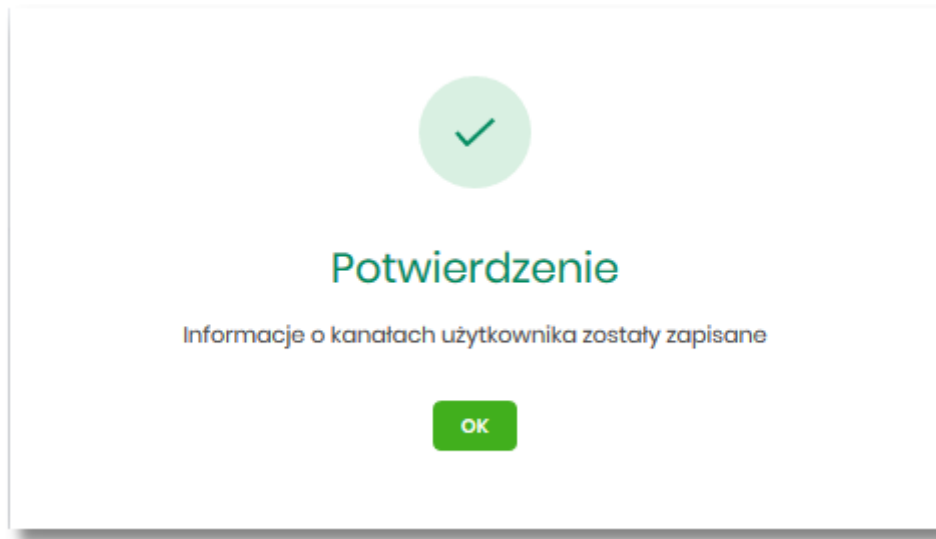 Potwierdzenie
Informacje o kanałach użytkownika zostały zapisane
OK